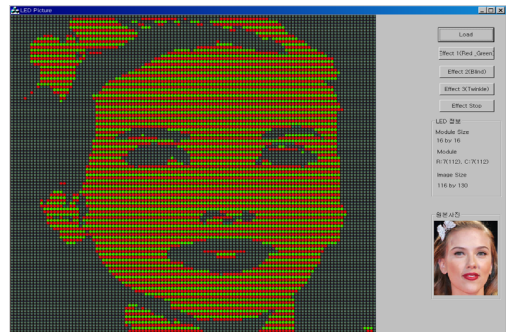 LED Picture
Load
Effect 1(Red _Green)
Effect 2(Blind)
Effect 3(Twinkle)
Effect Stop
LED 정보
Module Size
16 by 16
Module
R:7(112), C:7(112)
Image Size
116 by 130
원본사진